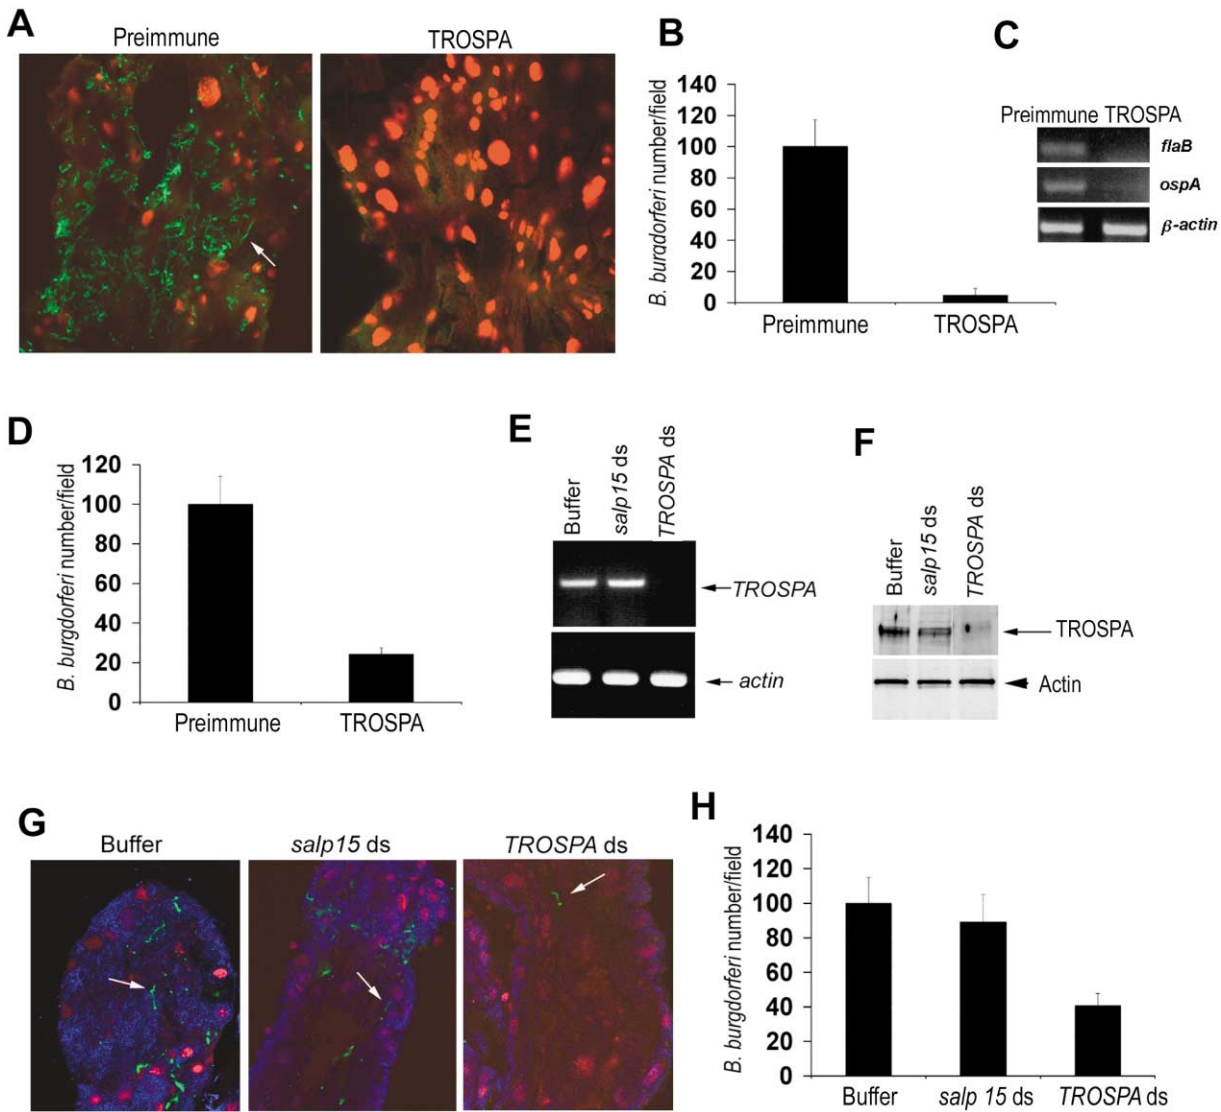 A
Preimmune
TROSPA
B
B. buradorferi number/field
140
120
100
80
60
40
20
0
Preimmune
TROSPA
C
Preimmune TROSPA
flaB
ospA
β-actin
D
B. burgdorferi number/field
120
100
80
60
40
20
0
Preimmune
TROSPA
E
Buffer
salp15 ds
TROSPA ds
TROSPA
actin
F
Buffer
salp15 ds
TROSPA ds
TROSPA
Actin
G
Buffer
salp15 ds
TROSPA ds
H
B. burgdorferi number/field
140
120
100
80
60
40
20
0
Buffer
salp 15 ds
TROSPA ds